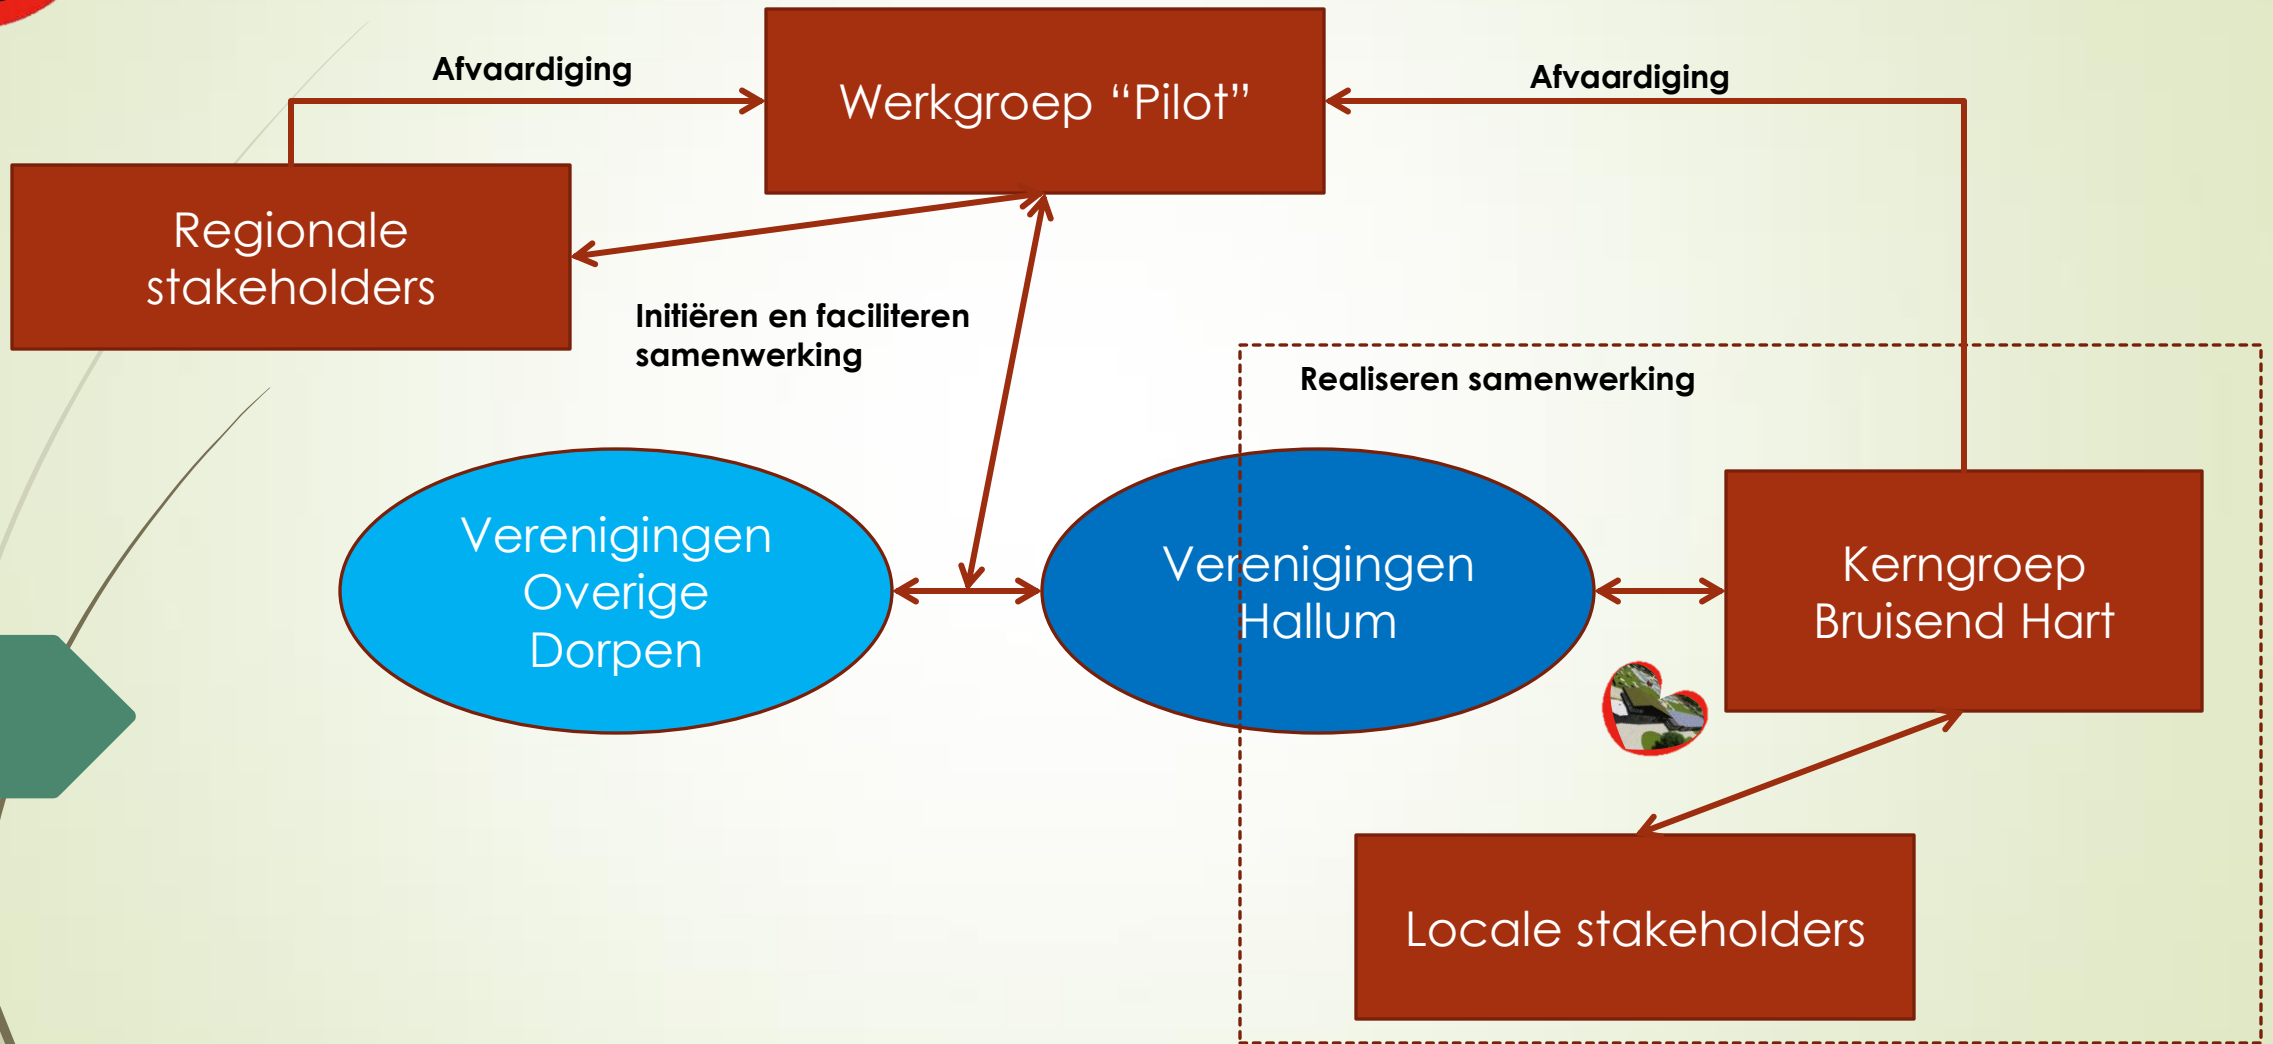 Afvaardiging
Werkgroep “Pilot”
Afvaardiging
Regionale
stakeholders
Initiëren en faciliteren
samenwerking
Realiseren samenwerking
Verenigingen
Overige
Dorpen
Verenigingen
Hallum
Kerngroep
Bruisend Hart
Locale stakeholders